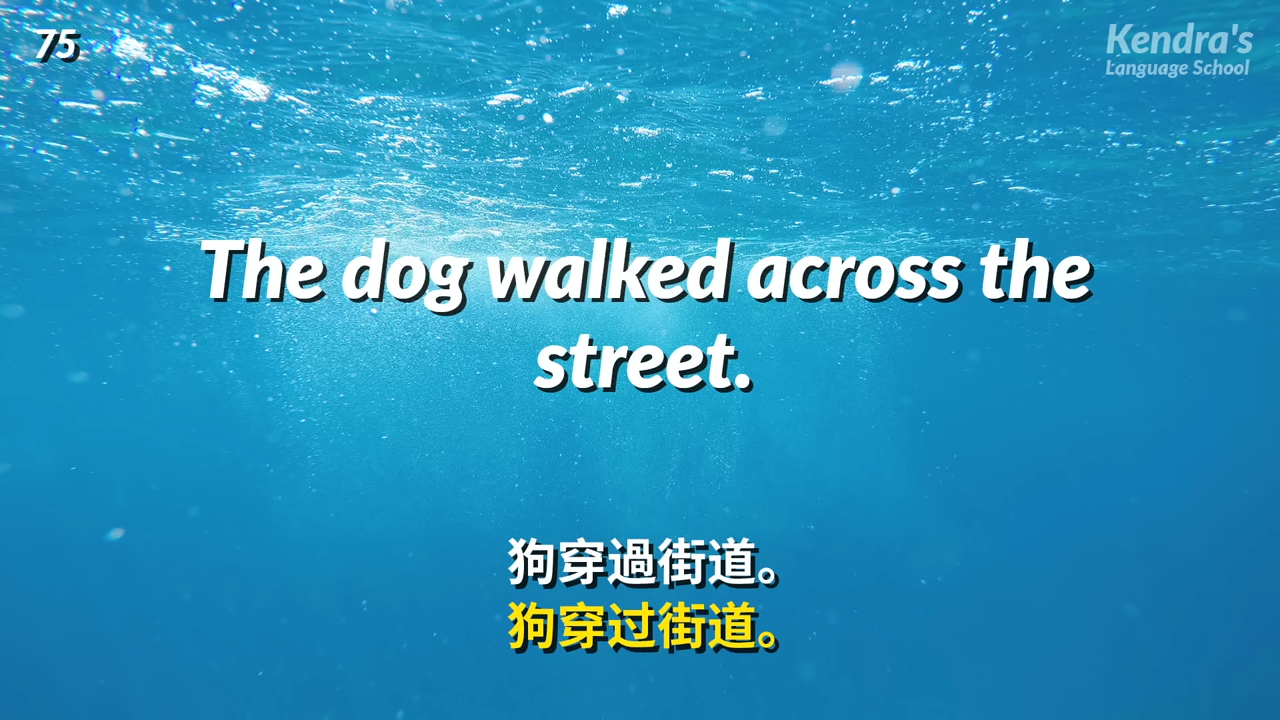 75
Kendra's
Language School
The dog walked across the
street.
狗穿過街道。
狗穿过街道。